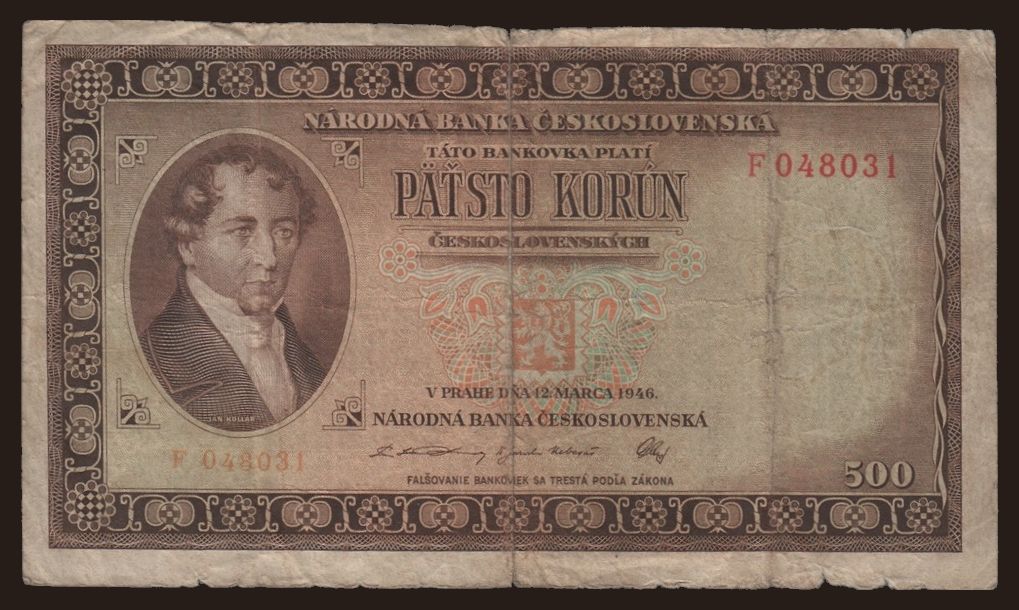 NÁRODNÁ BANKA ČESKOSLOVENSKÁ
TÁTO BANKOVKA PLATÍ
F 048031
PÄŤSTO KORÚN
ČESKOSLOVENSKÝCH
V PRAHE DŇA 12. MARCA 1946.
JÁN KOLLÁR
NÁRODNÁ BANKA ČESKOSLOVENSKÁ
F 048031
500
FALŠOVANIE BANKOVIEK SA TRESTÁ PODĽA ZÁKONA